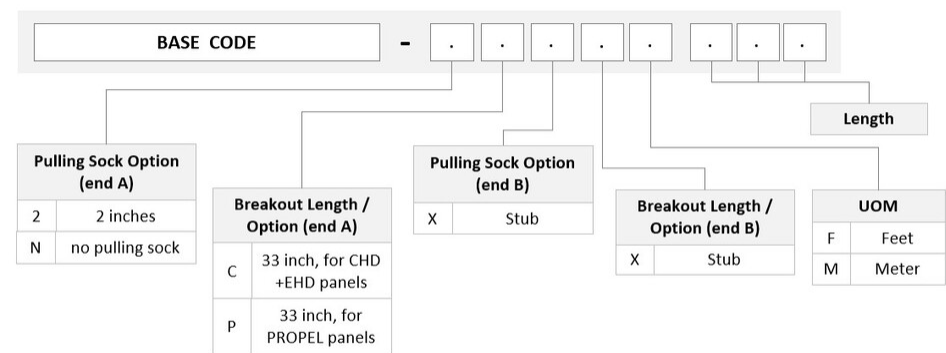 BASE CODE - . . . . . . . .
Length
Pulling Sock Option
(end A)
2 2 inches
N no pulling sock
Breakout Length /
Option (end A)
C 33 inch, for CHD
+EHD panels
P 33 inch, for
PROPEL panels
Pulling Sock Option
(end B)
X Stub
Breakout Length /
Option (end B)
X Stub
UOM
F Feet
M Meter